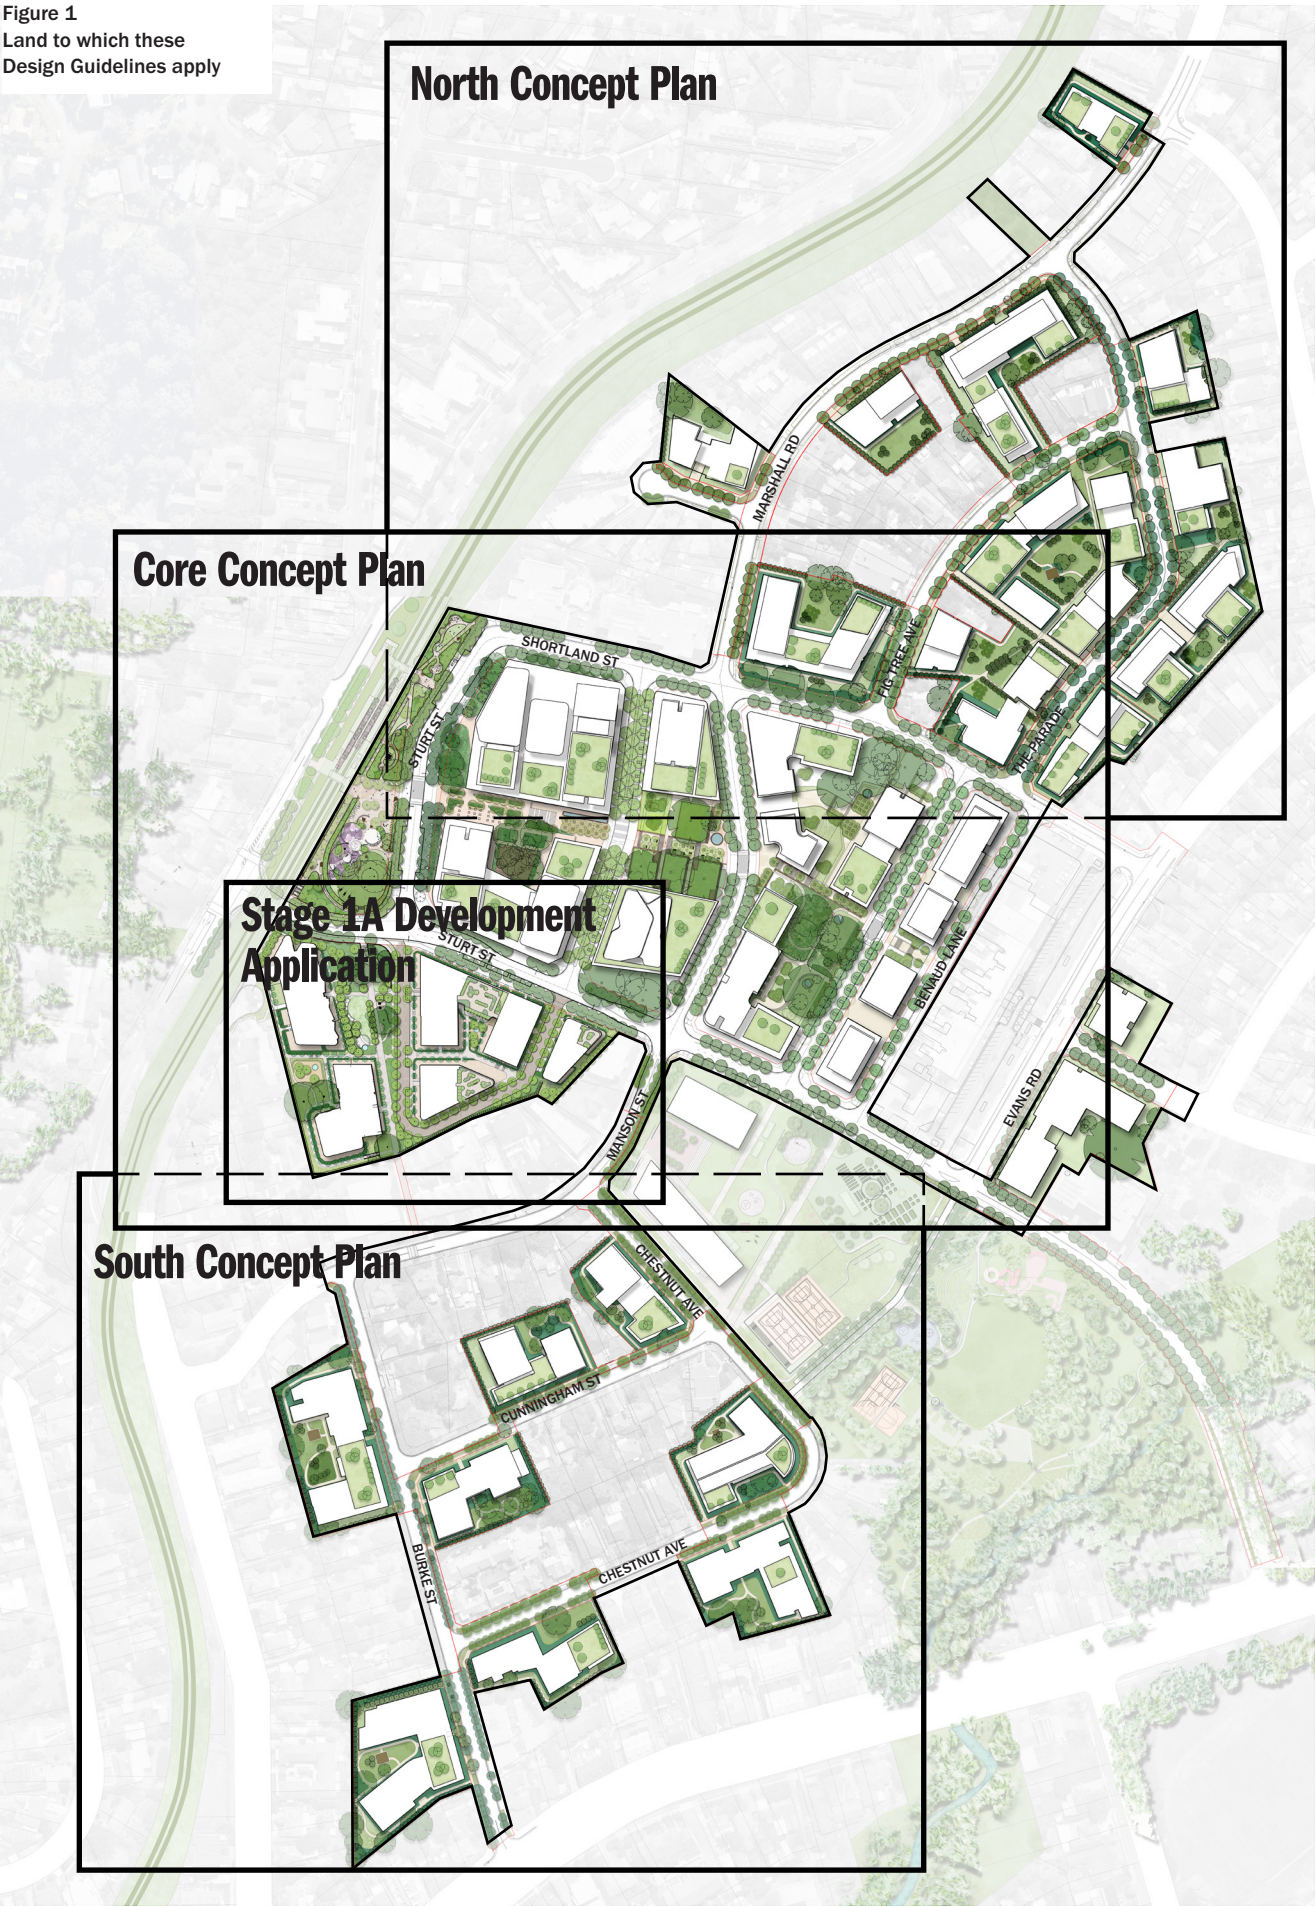 Figure 1
Land to which these
Design Guidelines apply
North Concept Plan
MARSHALL RD
Core Concept Plan
SHORTLAND ST
FIG TREE AVE
STURT ST
THE PARADE
Stage 1A Development
Application
STURT ST
BENAUD LANE
EVANS RD
MANSON ST
South Concept Plan
CHESTNUT AVE
CUNNINGHAM ST
CHESTNUT AVE
BURKE ST